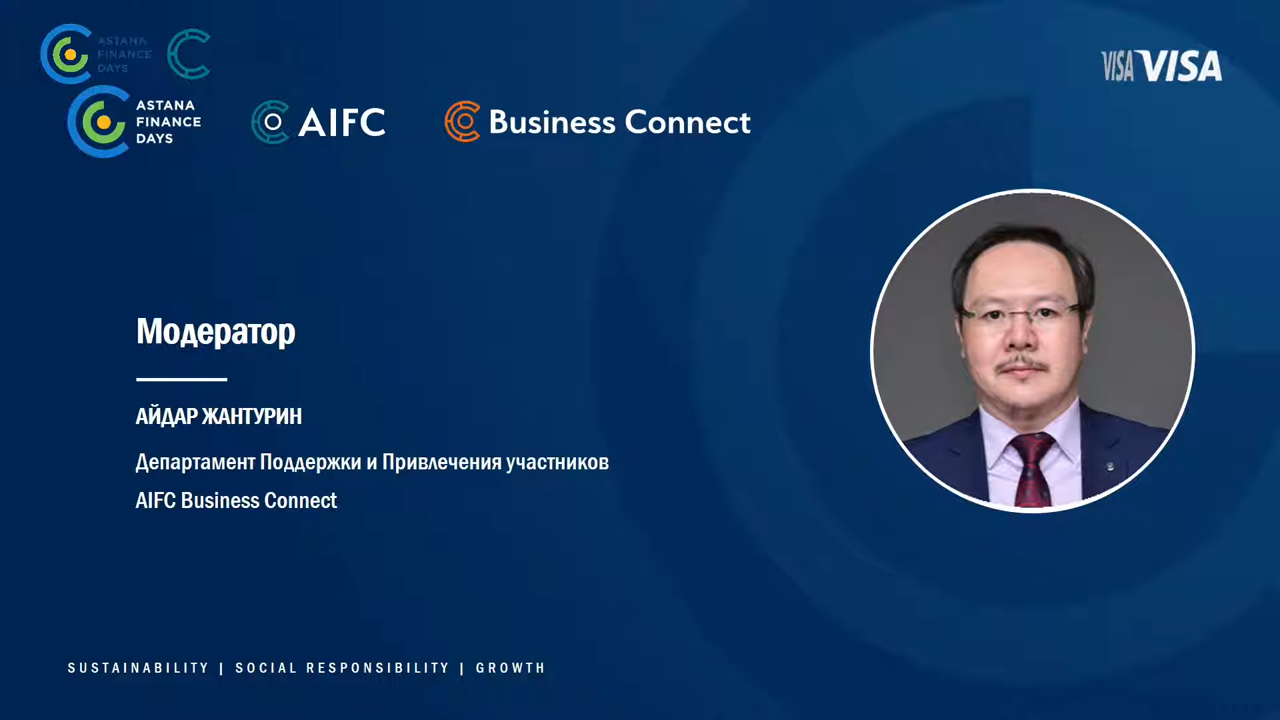 ASTANA
FINANCE
DAYS
VISA VISA
ASTANA
FINANCE
DAYS
AIFC
Business Connect
Модератор
АЙДАР ЖАНТУРИН
Департамент Поддержки и Привлечения участников
AIFC Business Connect
SUSTAINABILITY | SOCIAL RESPONSIBILITY | GROWTH